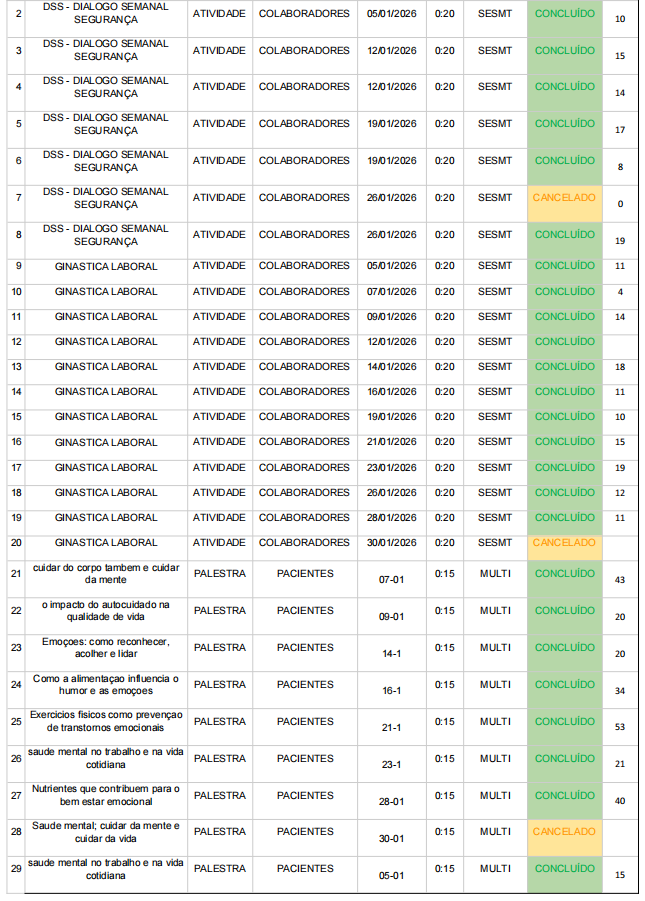 2 DSS - DIALOGO SEMANAL SEGURANÇA ATIVIDADE COLABORADORES 05/01/2026 0:20 SESMT CONCLUÍDO 10
3 DSS - DIALOGO SEMANAL SEGURANÇA ATIVIDADE COLABORADORES 12/01/2026 0:20 SESMT CONCLUÍDO 15
4 DSS - DIALOGO SEMANAL SEGURANÇA ATIVIDADE COLABORADORES 12/01/2026 0:20 SESMT CONCLUÍDO 14
5 DSS - DIALOGO SEMANAL SEGURANÇA ATIVIDADE COLABORADORES 19/01/2026 0:20 SESMT CONCLUÍDO 17
6 DSS - DIALOGO SEMANAL SEGURANÇA ATIVIDADE COLABORADORES 19/01/2026 0:20 SESMT CONCLUÍDO 8
7 DSS - DIALOGO SEMANAL SEGURANÇA ATIVIDADE COLABORADORES 26/01/2026 0:20 SESMT CANCELADO 0
8 DSS - DIALOGO SEMANAL SEGURANÇA ATIVIDADE COLABORADORES 26/01/2026 0:20 SESMT CONCLUÍDO 19
9 GINASTICA LABORAL ATIVIDADE COLABORADORES 05/01/2026 0:20 SESMT CONCLUÍDO 11
10 GINASTICA LABORAL ATIVIDADE COLABORADORES 07/01/2026 0:20 SESMT CONCLUÍDO 4
11 GINASTICA LABORAL ATIVIDADE COLABORADORES 09/01/2026 0:20 SESMT CONCLUÍDO 14
12 GINASTICA LABORAL ATIVIDADE COLABORADORES 12/01/2026 0:20 SESMT CONCLUÍDO
13 GINASTICA LABORAL ATIVIDADE COLABORADORES 14/01/2026 0:20 SESMT CONCLUÍDO 18
14 GINASTICA LABORAL ATIVIDADE COLABORADORES 16/01/2026 0:20 SESMT CONCLUÍDO 11
15 GINASTICA LABORAL ATIVIDADE COLABORADORES 19/01/2026 0:20 SESMT CONCLUÍDO 10
16 GINASTICA LABORAL ATIVIDADE COLABORADORES 21/01/2026 0:20 SESMT CONCLUÍDO 15
17 GINASTICA LABORAL ATIVIDADE COLABORADORES 23/01/2026 0:20 SESMT CONCLUÍDO 19
18 GINASTICA LABORAL ATIVIDADE COLABORADORES 26/01/2026 0:20 SESMT CONCLUÍDO 12
19 GINASTICA LABORAL ATIVIDADE COLABORADORES 28/01/2026 0:20 SESMT CONCLUÍDO 11
20 GINASTICA LABORAL ATIVIDADE COLABORADORES 30/01/2026 0:20 SESMT CANCELADO
21 cuidar do corpo tambem e cuidar da mente PALESTRA PACIENTES 07-01 0:15 MULTI CONCLUÍDO 43
22 o impacto do autocuidado na qualidade de vida PALESTRA PACIENTES 09-01 0:15 MULTI CONCLUÍDO 20
23 Emoçoes: como reconhecer, acolher e lidar PALESTRA PACIENTES 14-1 0:15 MULTI CONCLUÍDO 20
24 Como a alimentaçao influencia o humor e as emoçoes PALESTRA PACIENTES 16-1 0:15 MULTI CONCLUÍDO 34
25 Exercicios fisicos como prevençao de transtornos emocionais PALESTRA PACIENTES 21-1 0:15 MULTI CONCLUÍDO 53
26 saude mental no trabalho e na vida cotidiana PALESTRA PACIENTES 23-1 0:15 MULTI CONCLUÍDO 21
27 Nutrientes que contribuem para o bem estar emocional PALESTRA PACIENTES 28-01 0:15 MULTI CONCLUÍDO 40
28 Saude mental; cuidar da mente e cuidar da vida PALESTRA PACIENTES 30-01 0:15 MULTI CANCELADO
29 saude mental no trabalho e na vida cotidiana PALESTRA PACIENTES 05-01 0:15 MULTI CONCLUÍDO 15